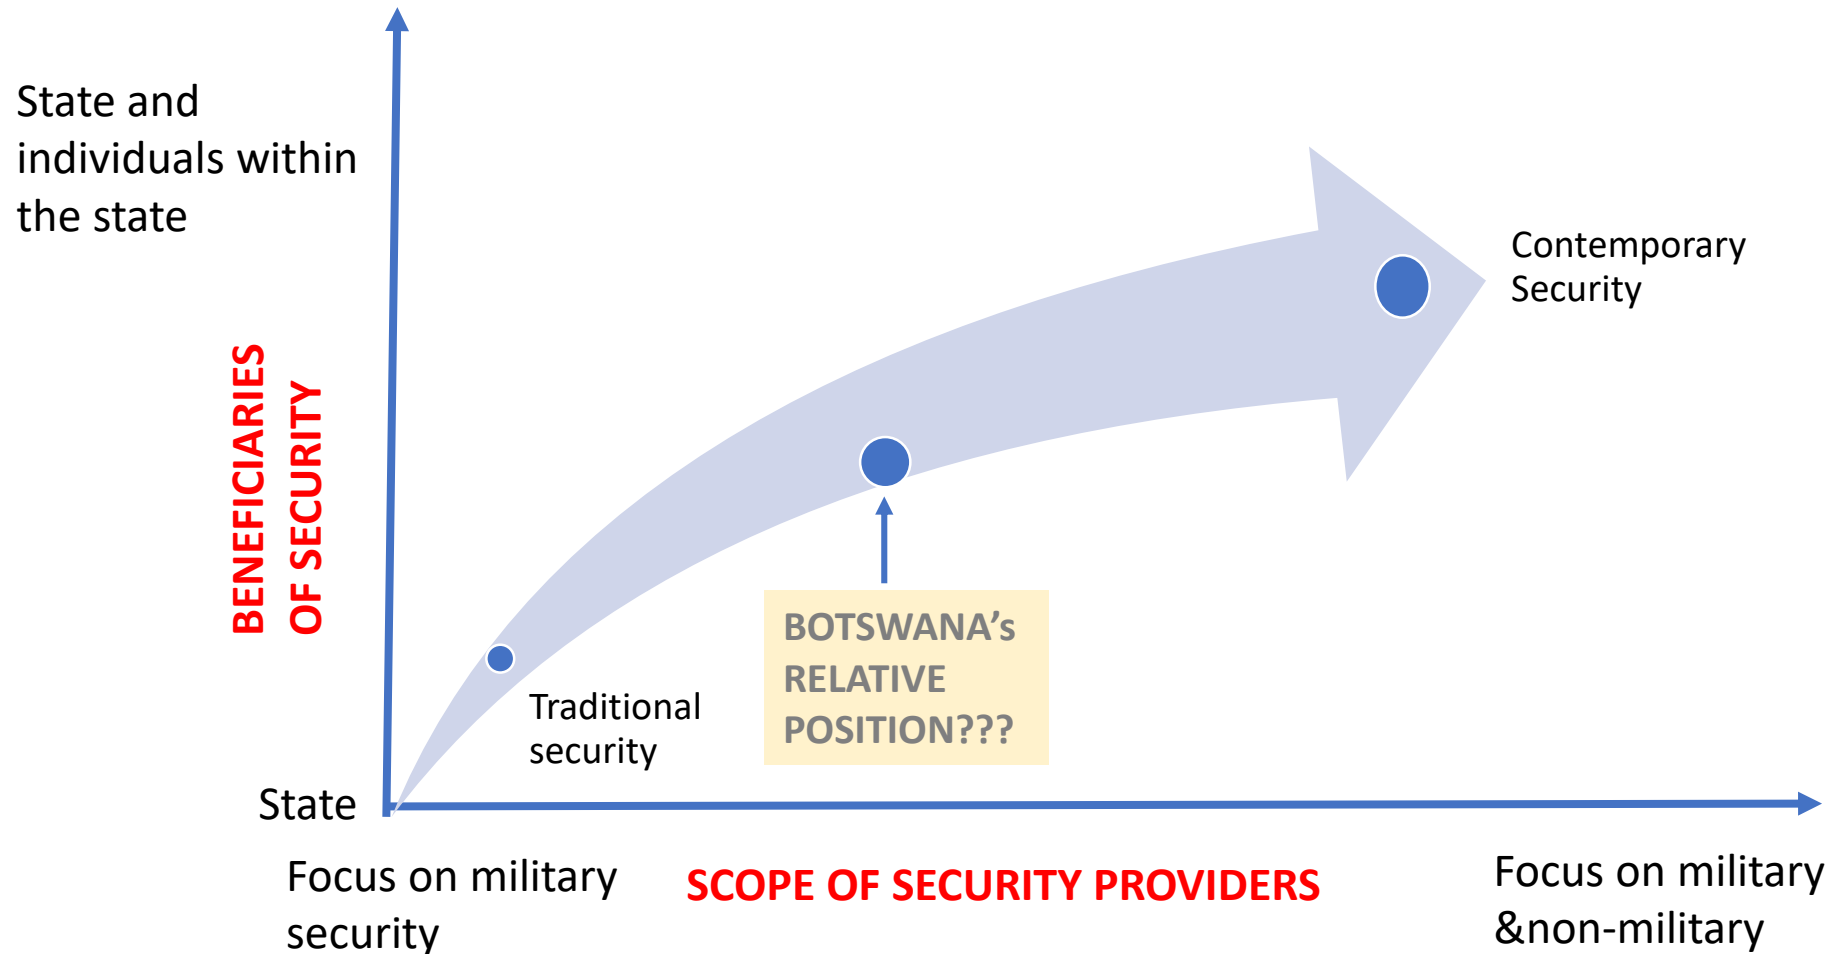 State and
individuals within
the state
Contemporary
Security
BENEFICIARIES
OF SECURITY
BOTSWANA's
RELATIVE
POSITION???
Traditional
security
State
Focus on military
security
SCOPE OF SECURITY PROVIDERS
Focus on military
&non-military